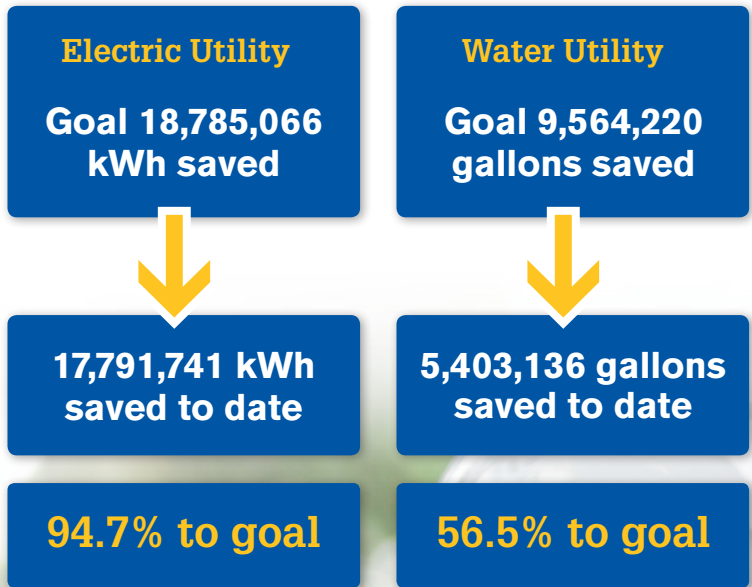 Electric Utility
Goal 18,785,066
kWh saved
17,791,741 kWh
saved to date
94.7% to goal
Water Utility
Goal 9,564,220
gallons saved
5,403,136 gallons
saved to date
56.5% to goal